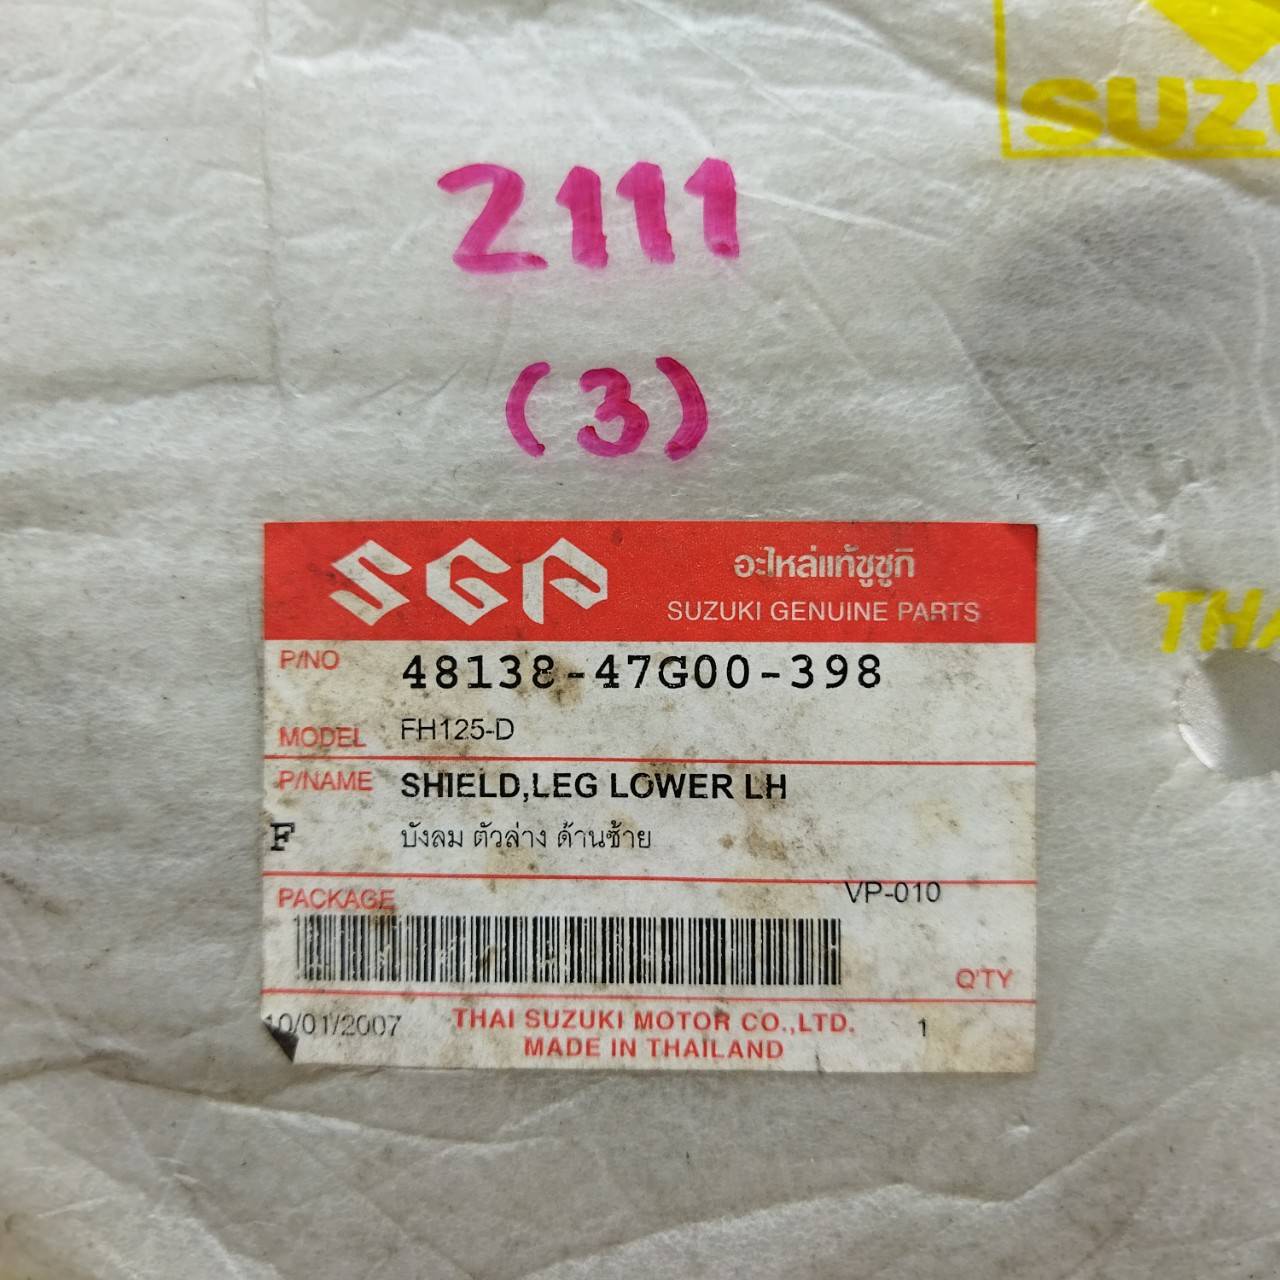 SUZ
2111
(3)
SGP
อะไหล่แท้ซูซูกิ
SUZUKI GENUINE PARTS
THA
P/NO 48138-47G00-398
MODEL FH125-D
P/NAME SHIELD,LEG LOWER LH
F บังลม ตัวล่าง ด้านซ้าย
PACKAGE VP-010
Q'TY
10/01/2007 THAI SUZUKI MOTOR CO.,LTD. 1
MADE IN THAILAND